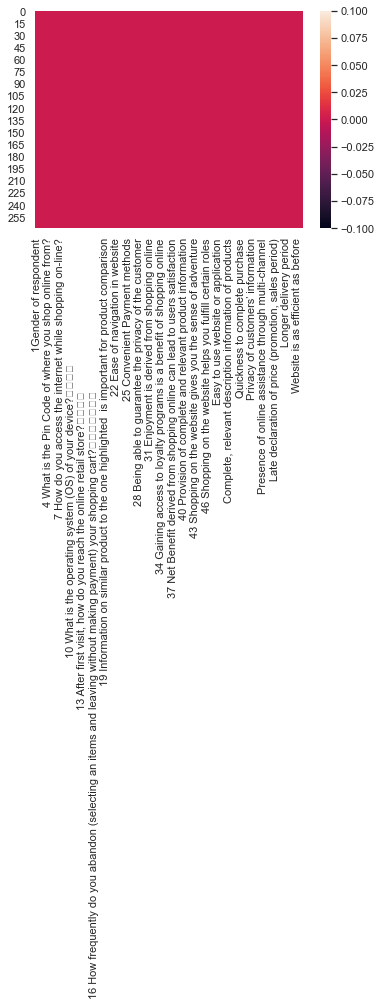 0
15
30
45
60
75
90
105
120
135
150
165
180
195
210
225
240
255
0.100
0.075
0.050
0.025
0.000
−0.025
−0.050
−0.075
−0.100
1Gender of respondent
4 What is the Pin Code of where you shop online from?
7 How do you access the internet while shopping on-line?
10 What is the operating system (OS) of your device?□□□□
13 After first visit, how do you reach the online retail store?□□□
16 How frequently do you abandon (selecting an items and leaving without making payment) your shopping cart?□□□□□□□
19 Information on similar product to the one highlighted  is important for product comparison
22 Ease of navigation in website
25 Convenient Payment methods
28 Being able to guarantee the privacy of the customer
31 Enjoyment is derived from shopping online
34 Gaining access to loyalty programs is a benefit of shopping online
37 Net Benefit derived from shopping online can lead to users satisfaction
40 Provision of complete and relevant product information
43 Shopping on the website gives you the sense of adventure
46 Shopping on the website helps you fulfill certain roles
Easy to use website or application
Complete, relevant description information of products
Quickness to complete purchase
Privacy of customers' information
Presence of online assistance through multi-channel
Late declaration of price (promotion, sales period)
Longer delivery period
Website is as efficient as before